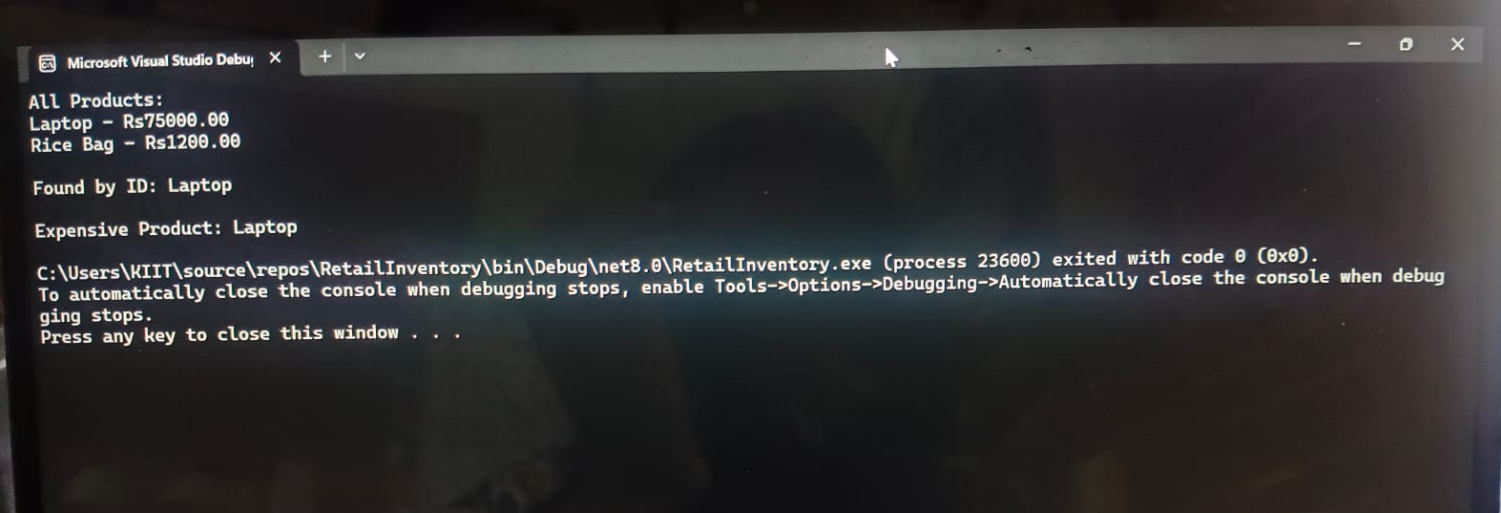 Microsoft Visual Studio Debu
All Products:
Laptop - Rs75000.00
Rice Bag - Rs1200.00
Found by ID: Laptop
Expensive Product: Laptop
C:\Users\KIIT\source\repos\RetailInventory\bin\Debug\net8.0\RetailInventory.exe (process 23600) exited with code 0 (0x0).
To automatically close the console when debugging stops, enable Tools->Options->Debugging->Automatically close the console when debug
ging stops.
Press any key to close this window . . .